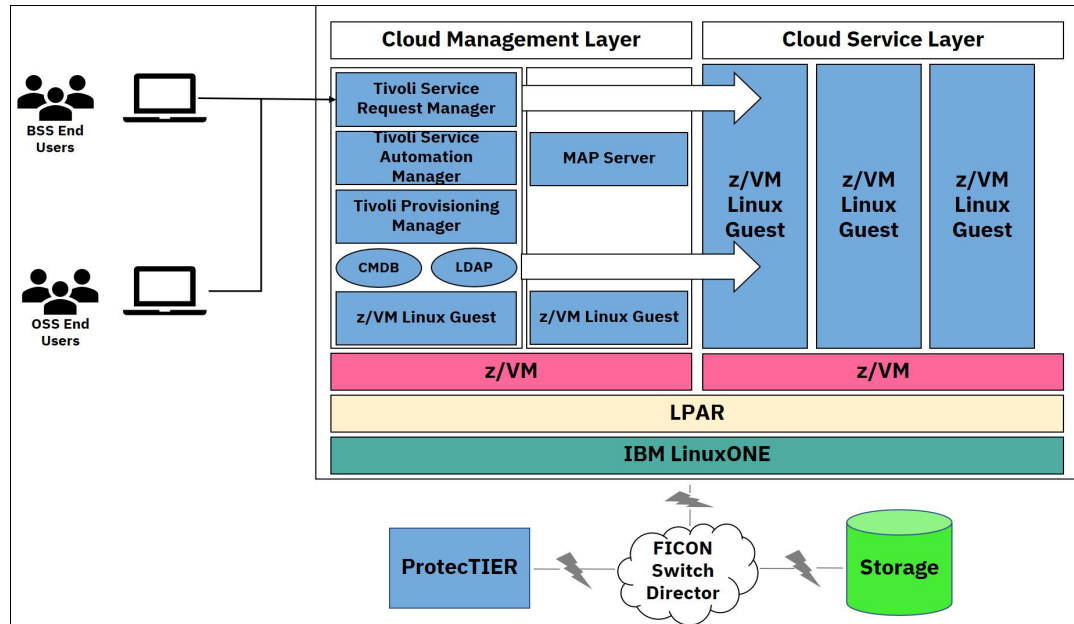 Cloud Management Layer
Cloud Service Layer
BSS End
Users
OSS End
Users
Tivoli Service
Request Manager
Tivoli Service
Automation
Manager
Tivoli Provisioning
Manager
CMDB
LDAP
z/VM Linux Guest
MAP Server
z/VM Linux Guest
z/VM
Linux
Guest
z/VM
Linux
Guest
z/VM
Linux
Guest
z/VM
z/VM
LPAR
IBM LinuxONE
ProtecTIER
FICON
Switch
Director
Storage